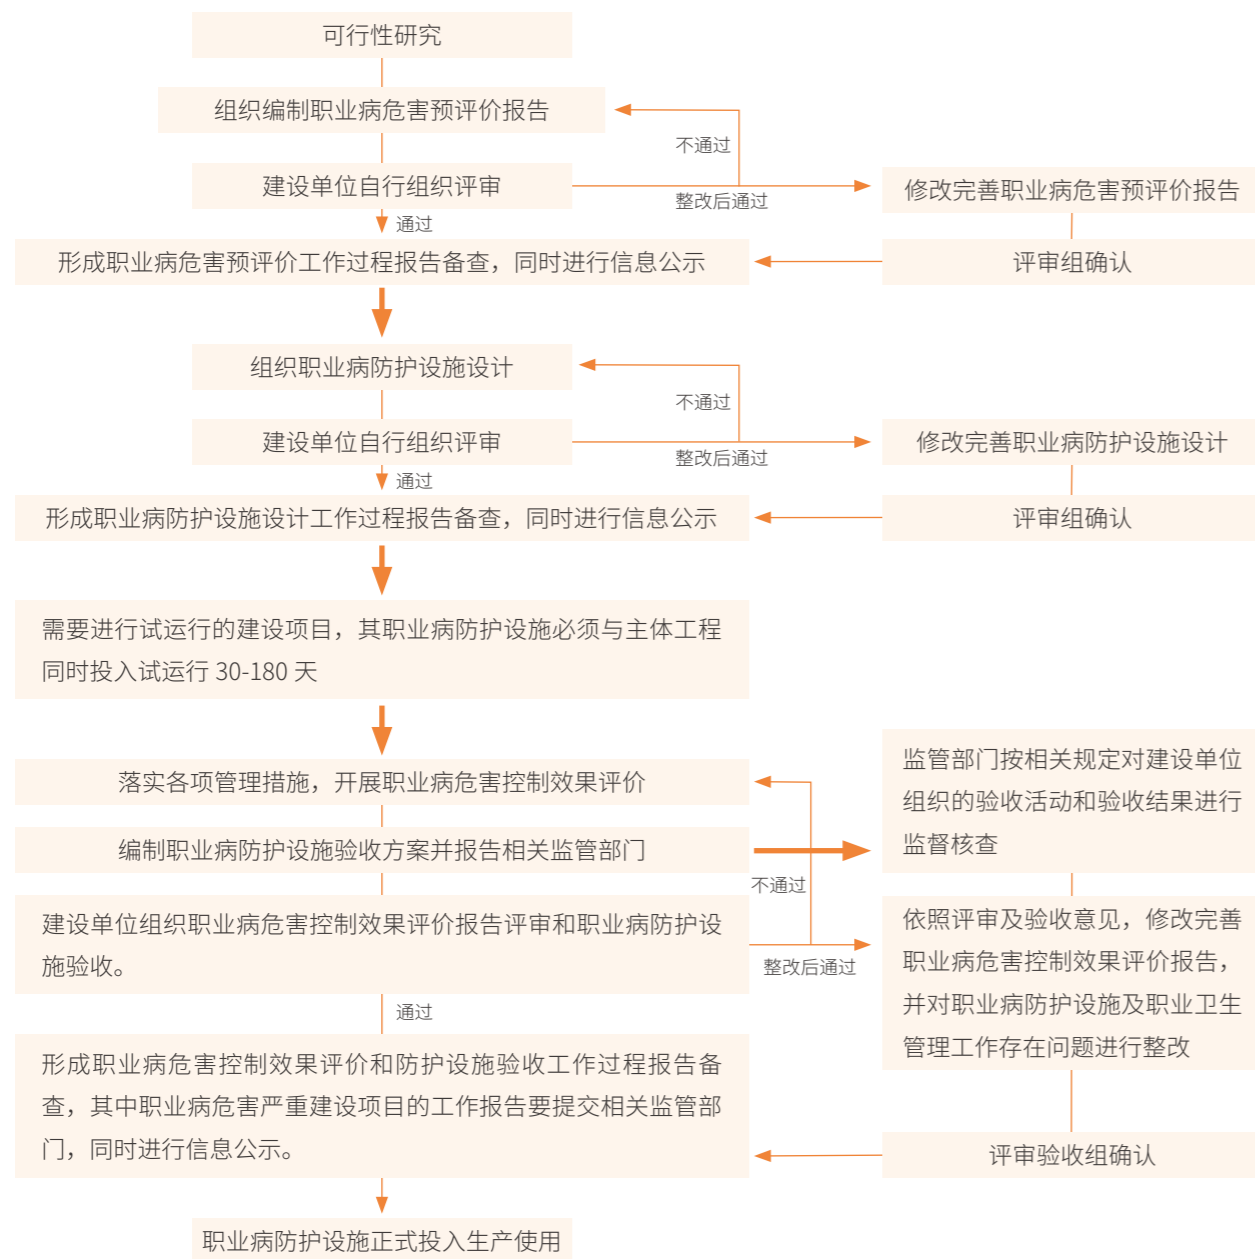 可行性研究
组织编制职业病危害预评价报告
不通过
建设单位自行组织评审
整改后通过
修改完善职业病危害预评价报告
通过
形成职业病危害预评价工作过程报告备查，同时进行信息公示
评审组确认
组织职业病防护设施设计
不通过
建设单位自行组织评审
整改后通过
修改完善职业病防护设施设计
通过
形成职业病防护设施设计工作过程报告备查，同时进行信息公示
评审组确认
需要进行试运行的建设项目，其职业病防护设施必须与主体工程
同时投入试运行 30-180 天
落实各项管理措施，开展职业病危害控制效果评价
编制职业病防护设施验收方案并报告相关监管部门
监管部门按相关规定对建设单位
组织的验收活动和验收结果进行
监督核查
不通过
建设单位组织职业病危害控制效果评价报告评审和职业病防护设
施验收。
整改后通过
依照评审及验收意见，修改完善
职业病危害控制效果评价报告，
并对职业病防护设施及职业卫生
管理工作存在问题进行整改
通过
形成职业病危害控制效果评价和防护设施验收工作过程报告备
查，其中职业病危害严重建设项目的工作报告要提交相关监管部
门，同时进行信息公示。
评审验收组确认
职业病防护设施正式投入生产使用